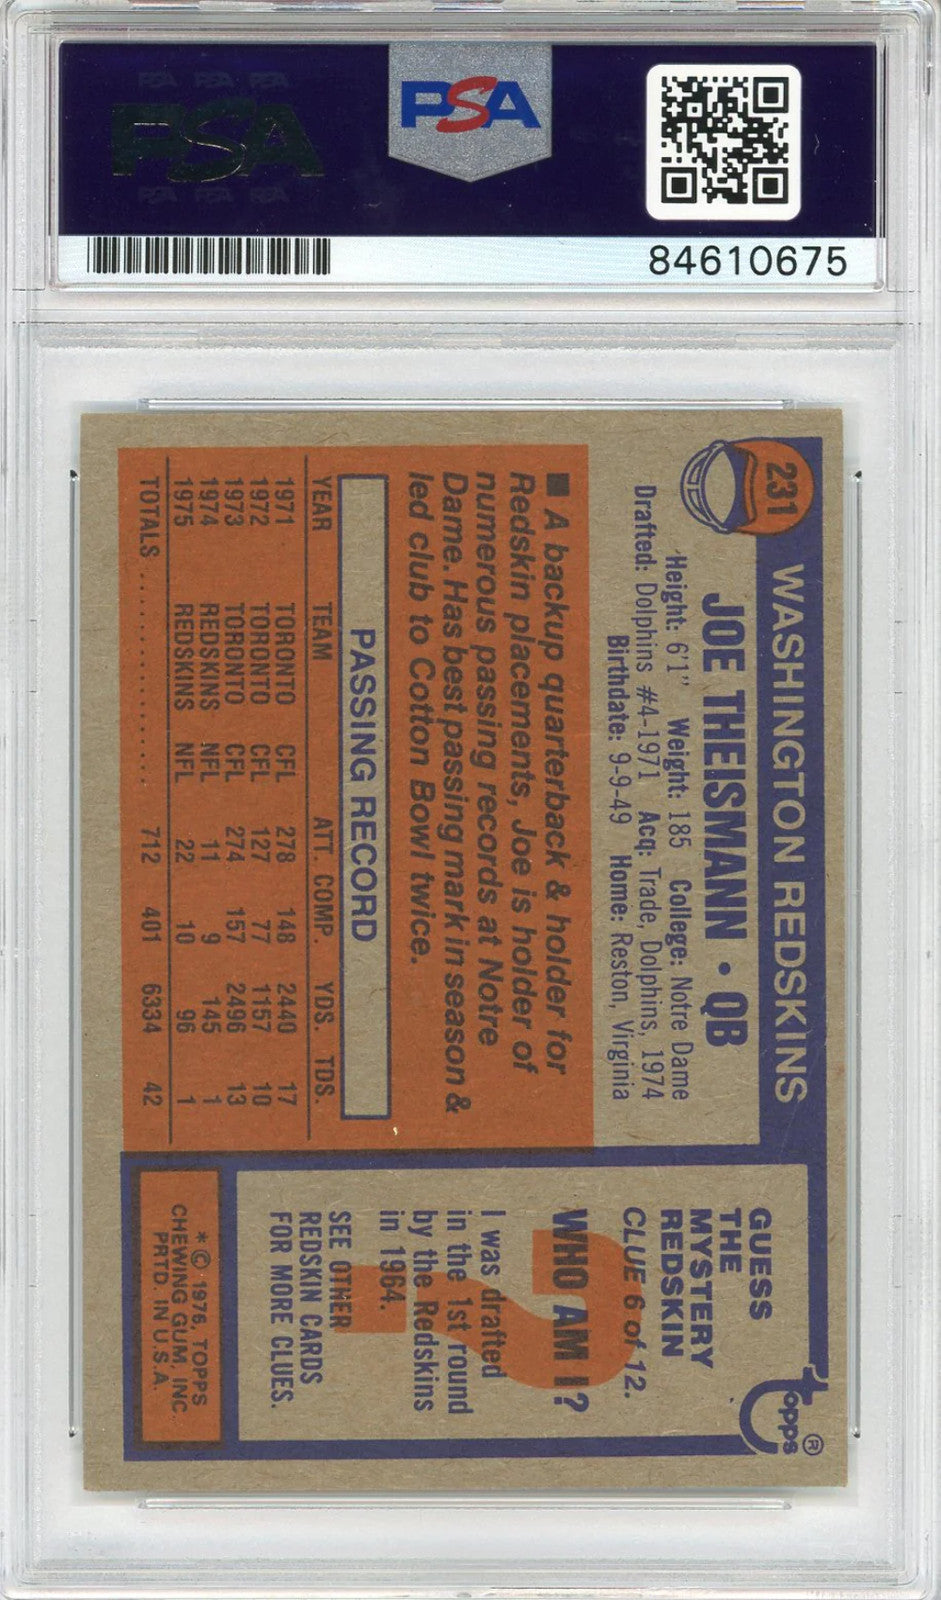 PSA PSA PSA
PSA
PSA PSA PSA
PSA
84610675
231
WASHINGTON REDSKINS
JOE THEISMANN • QB
Height: 6'1" Weight: 185 College: Notre Dame
Drafted: Dolphins #4-1971 Acq: Trade, Dolphins, 1974
Birthdate: 9-9-49 Home: Reston, Virginia
■ A backup quarterback & holder for
Redskin placements, Joe is holder of
numerous passing records at Notre
Dame. Has best passing mark in season &
led club to Cotton Bowl twice.
PASSING RECORD
YEAR TEAM ATT. COMP. YDS. TDS.
1971 TORONTO CFL 278 148 2440 17
1972 TORONTO CFL 127 77 1157 10
1973 TORONTO CFL 274 157 2496 13
1974 REDSKINS NFL 11 9 145 1
1975 REDSKINS NFL 22 10 96 1
TOTALS .................... 712 401 6334 42
topps®
GUESS
THE
MYSTERY
REDSKIN
CLUE 6 of 12.
WHO AM I?
?
I was drafted
in the 1st round
by the Redskins
in 1964.
SEE OTHER
REDSKIN CARDS
FOR MORE CLUES.
*© 1976, TOPPS
CHEWING GUM, INC.
PRTD. IN U.S.A.